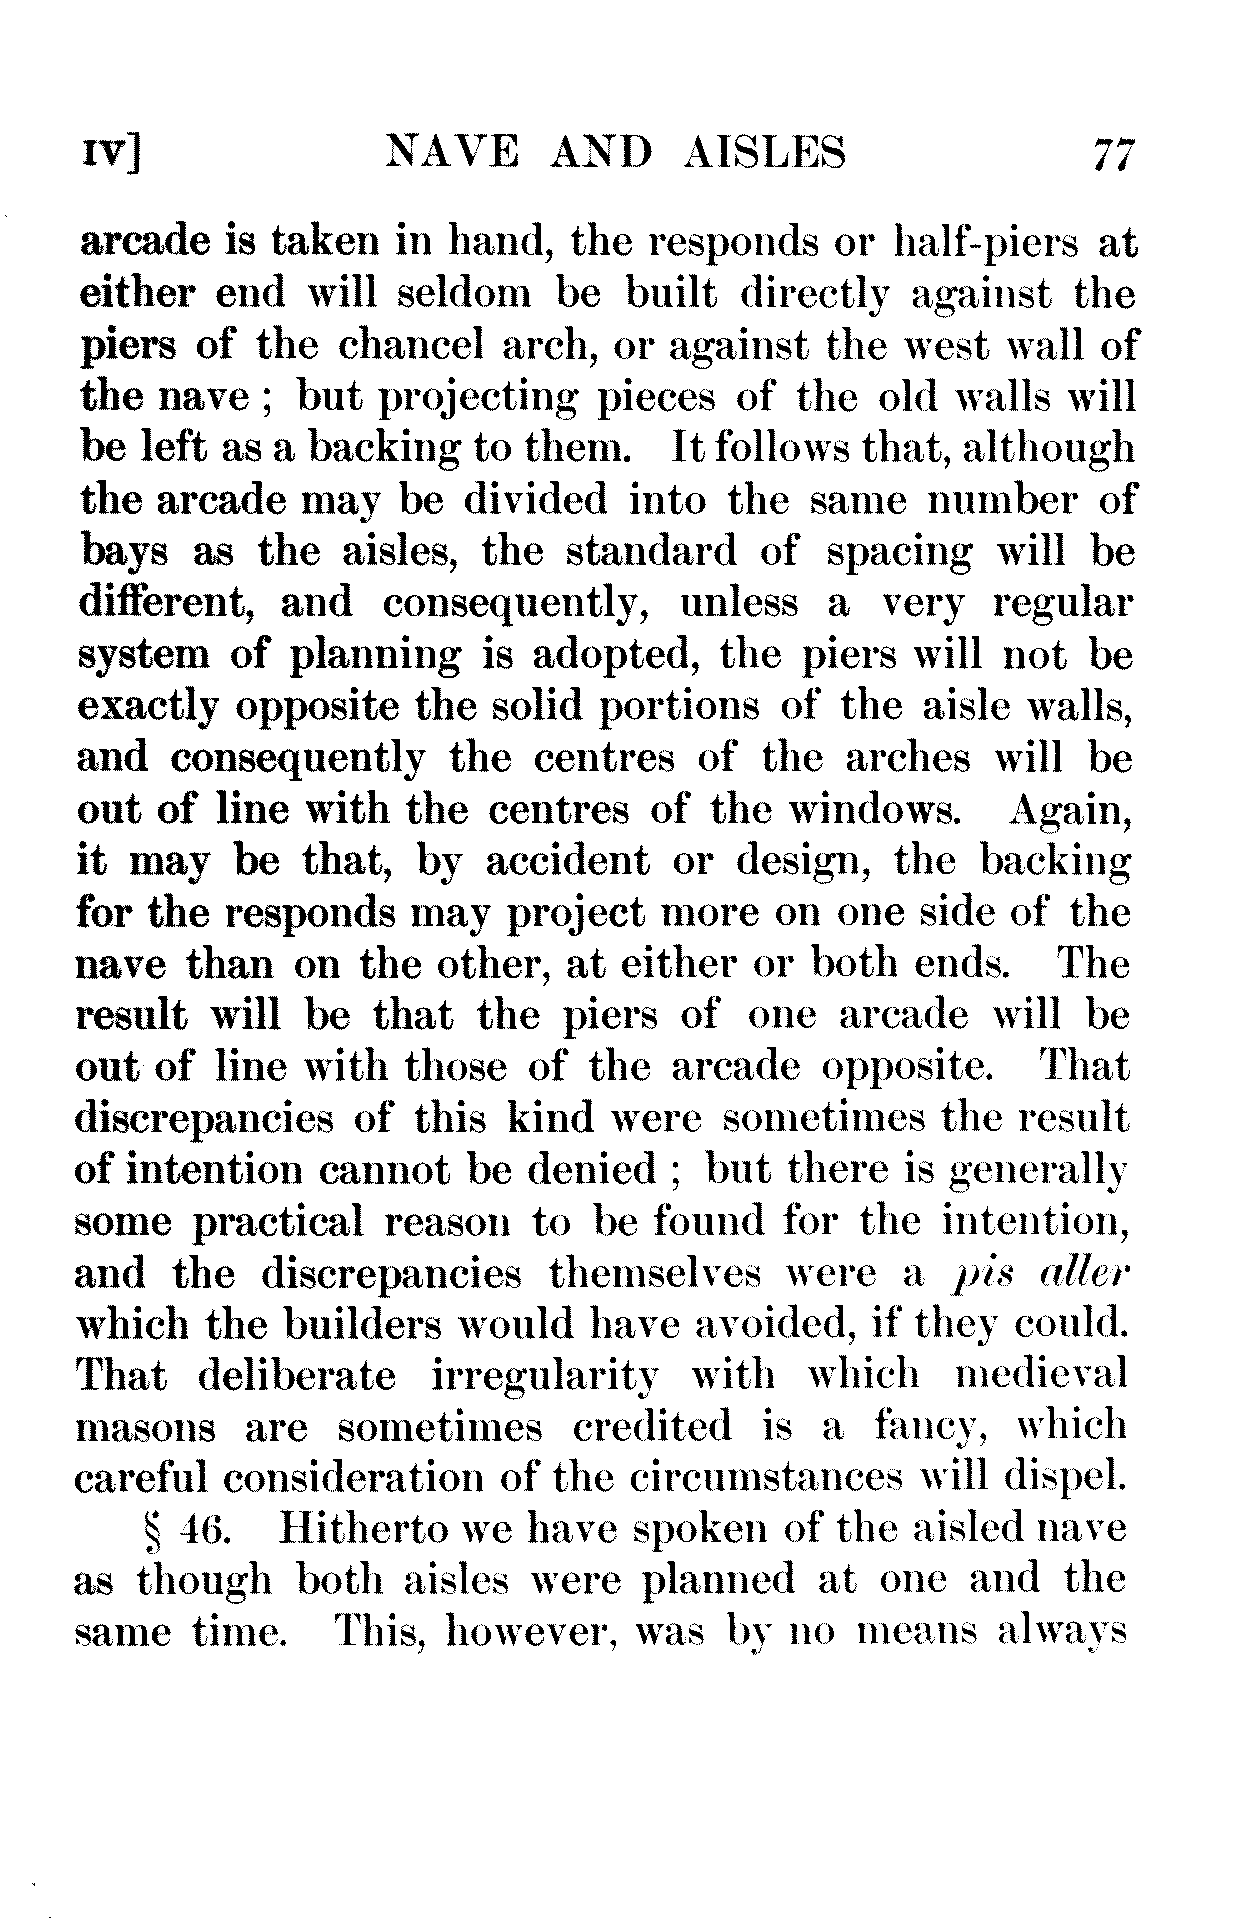 IV] NAVE AND AISLES 77
arcade is taken in hand, the responds or half-piers at
either end will seldom be built directly against the
piers of the chancel arch, or against the west wall of
the nave ; but projecting pieces of the old walls will
be left as a backing to them. It follows that, although
the arcade may be divided into the same number of
bays as the aisles, the standard of spacing will be
different, and consequently, unless a very regular
system of planning is adopted, the piers will not be
exactly opposite the solid portions of the aisle walls,
and consequently the centres of the arches will be
out of line with the centres of the windows. Again,
it may be that, by accident or design, the backing
for the responds may project more on one side of the
nave than on the other, at either or both ends. The
result will be that the piers of one arcade will be
out of line with those of the arcade opposite. That
discrepancies of this kind were sometimes the result
of intention cannot be denied ; but there is generally
some practical reason to be found for the intention,
and the discrepancies themselves were a pis aller
which the builders would have avoided, if they could.
That deliberate irregularity with which medieval
masons are sometimes credited is a fancy, which
careful consideration of the circumstances will dispel.
§ 46. Hitherto we have spoken of the aisled nave
as though both aisles were planned at one and the
same time. This, however, was by no means always